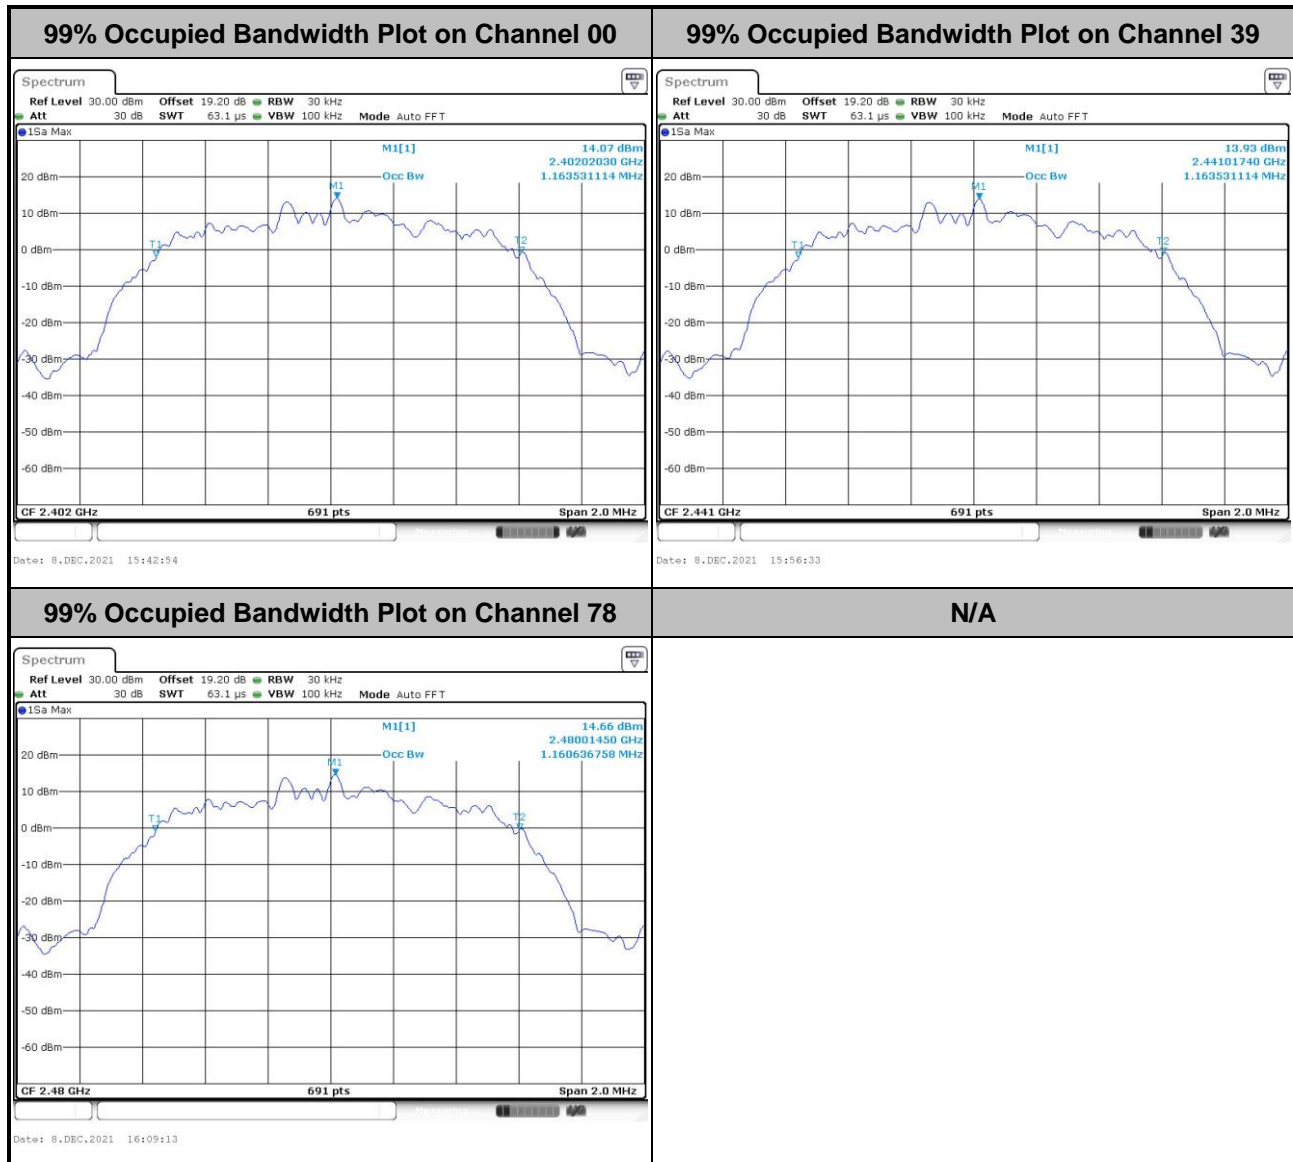 99% Occupied Bandwidth Plot on Channel 00
99% Occupied Bandwidth Plot on Channel 39
Spectrum
Ref Level 30.00 dBm Offset 19.20 dB RBW 30 kHz
Att 30 dB SWT 63.1 µs VBW 100 kHz Mode Auto FFT
1Sa Max
M1[1] 14.07 dBm
2.40202030 GHz
Occ Bw 1.163531114 MHz
20 dBm
M1
10 dBm
T1
T2
0 dBm
-10 dBm
-20 dBm
-30 dBm
-40 dBm
-50 dBm
-60 dBm
CF 2.402 GHz 691 pts Span 2.0 MHz
Date: 8.DEC.2021 15:42:54
Spectrum
Ref Level 30.00 dBm Offset 19.20 dB RBW 30 kHz
Att 30 dB SWT 63.1 µs VBW 100 kHz Mode Auto FFT
1Sa Max
M1[1] 13.93 dBm
2.44101740 GHz
Occ Bw 1.163531114 MHz
20 dBm
M1
10 dBm
T1
T2
0 dBm
-10 dBm
-20 dBm
-30 dBm
-40 dBm
-50 dBm
-60 dBm
CF 2.441 GHz 691 pts Span 2.0 MHz
Date: 8.DEC.2021 15:56:33
99% Occupied Bandwidth Plot on Channel 78
N/A
Spectrum
Ref Level 30.00 dBm Offset 19.20 dB RBW 30 kHz
Att 30 dB SWT 63.1 µs VBW 100 kHz Mode Auto FFT
1Sa Max
M1[1] 14.66 dBm
2.48001450 GHz
Occ Bw 1.160636758 MHz
20 dBm
M1
10 dBm
T1
T2
0 dBm
-10 dBm
-20 dBm
-30 dBm
-40 dBm
-50 dBm
-60 dBm
CF 2.48 GHz 691 pts Span 2.0 MHz
Date: 8.DEC.2021 16:09:13